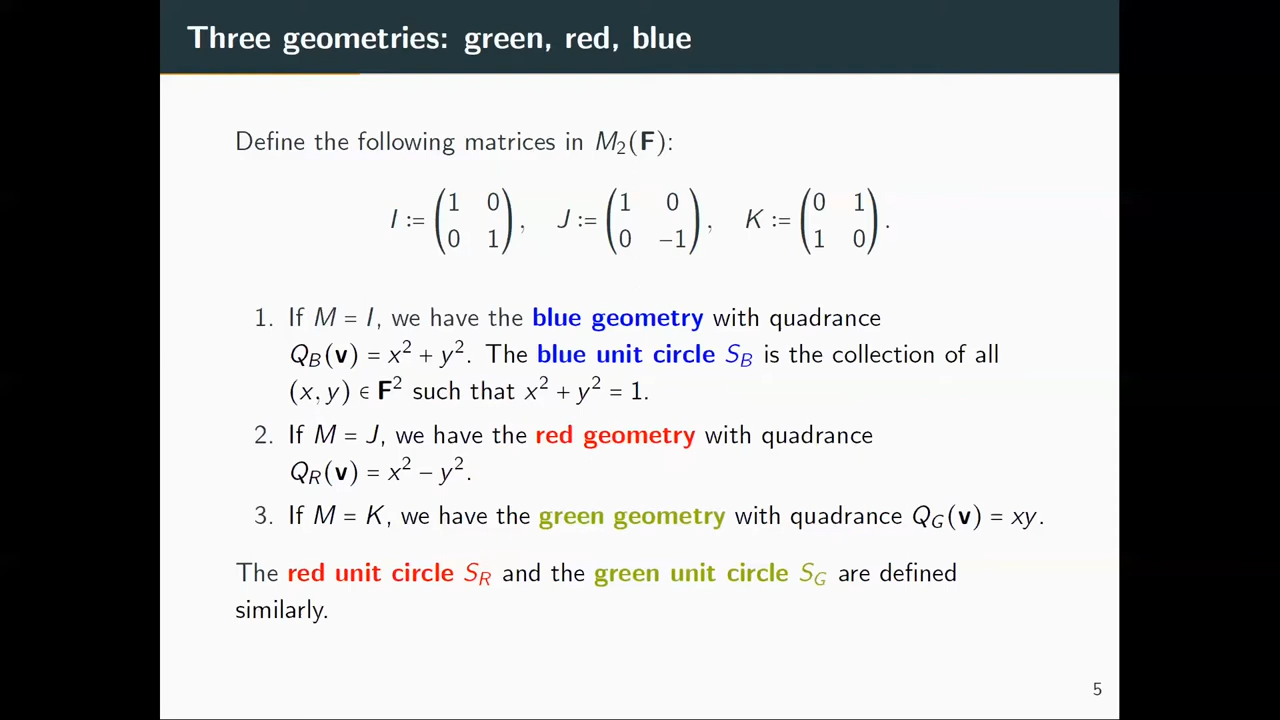 Three geometries: green, red, blue
Define the following matrices in M₂(F):
I := (1 0; 0 1), J := (1 0; 0 −1), K := (0 1; 1 0).
1. If M = I, we have the blue geometry with quadrance
Q_B(v) = x² + y². The blue unit circle S_B is the collection of all
(x, y) ∈ F² such that x² + y² = 1.
2. If M = J, we have the red geometry with quadrance
Q_R(v) = x² − y².
3. If M = K, we have the green geometry with quadrance Q_G(v) = xy.
The red unit circle S_R and the green unit circle S_G are defined
similarly.
5